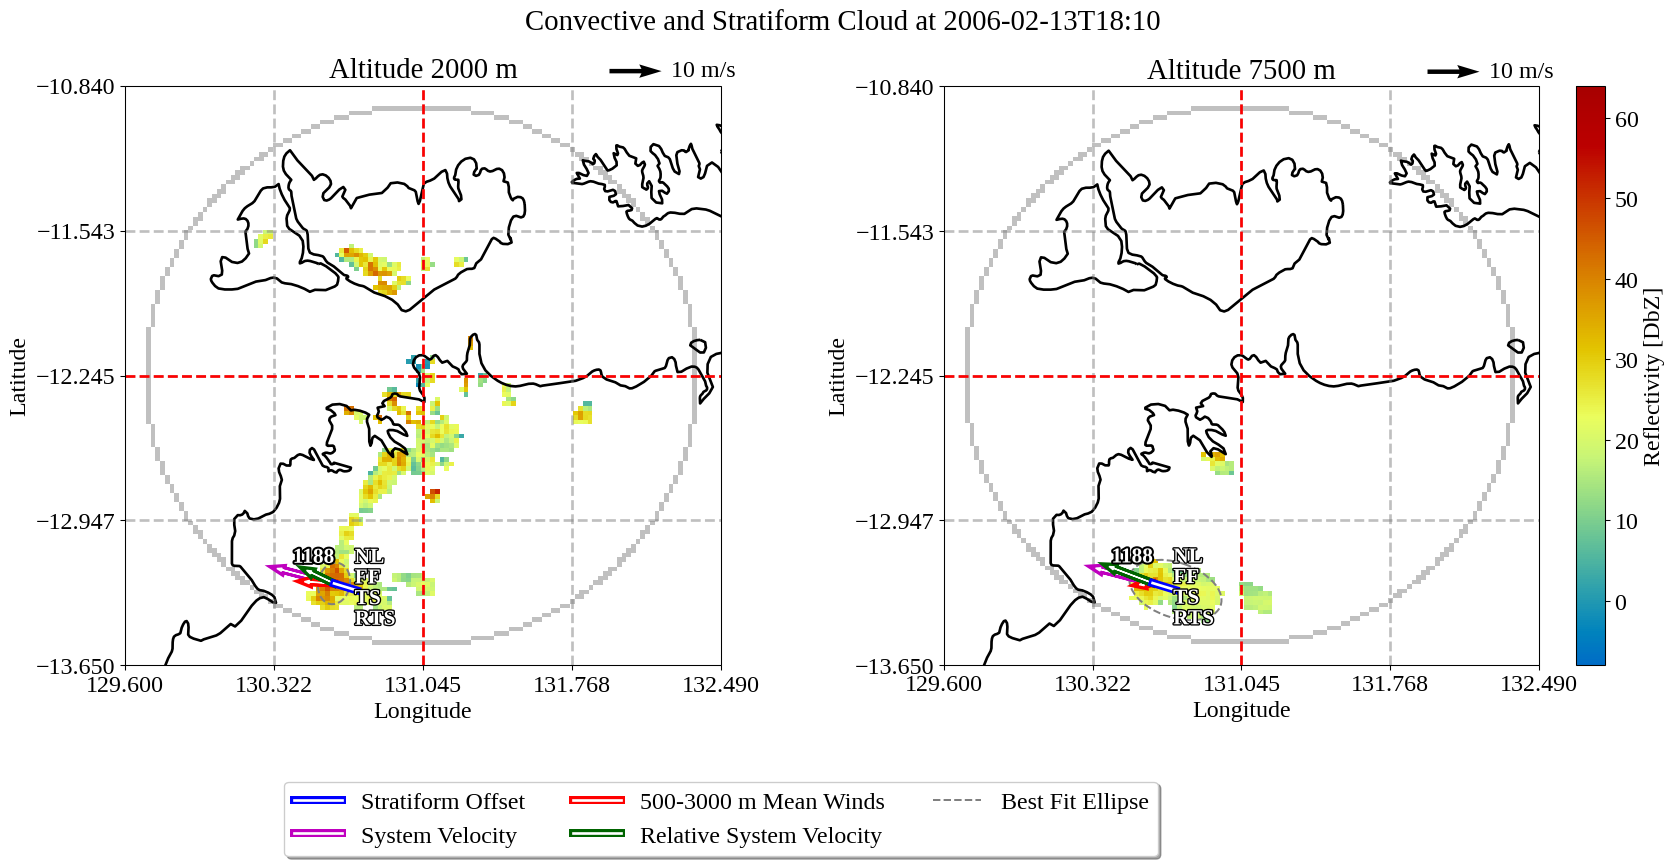 Convective and Stratiform Cloud at 2006-02-13T18:10
Altitude 2000 m
10 m/s
−10.840
−11.543
−12.245
−12.947
−13.650
Latitude
1188
NL
FF
TS
RTS
129.600
130.322
131.045
131.768
132.490
Longitude
Altitude 7500 m
10 m/s
−10.840
−11.543
−12.245
−12.947
−13.650
Latitude
1188
NL
FF
TS
RTS
129.600
130.322
131.045
131.768
132.490
Longitude
60
50
40
30
20
10
0
Reflectivity [DbZ]
Stratiform Offset
System Velocity
500-3000 m Mean Winds
Relative System Velocity
Best Fit Ellipse